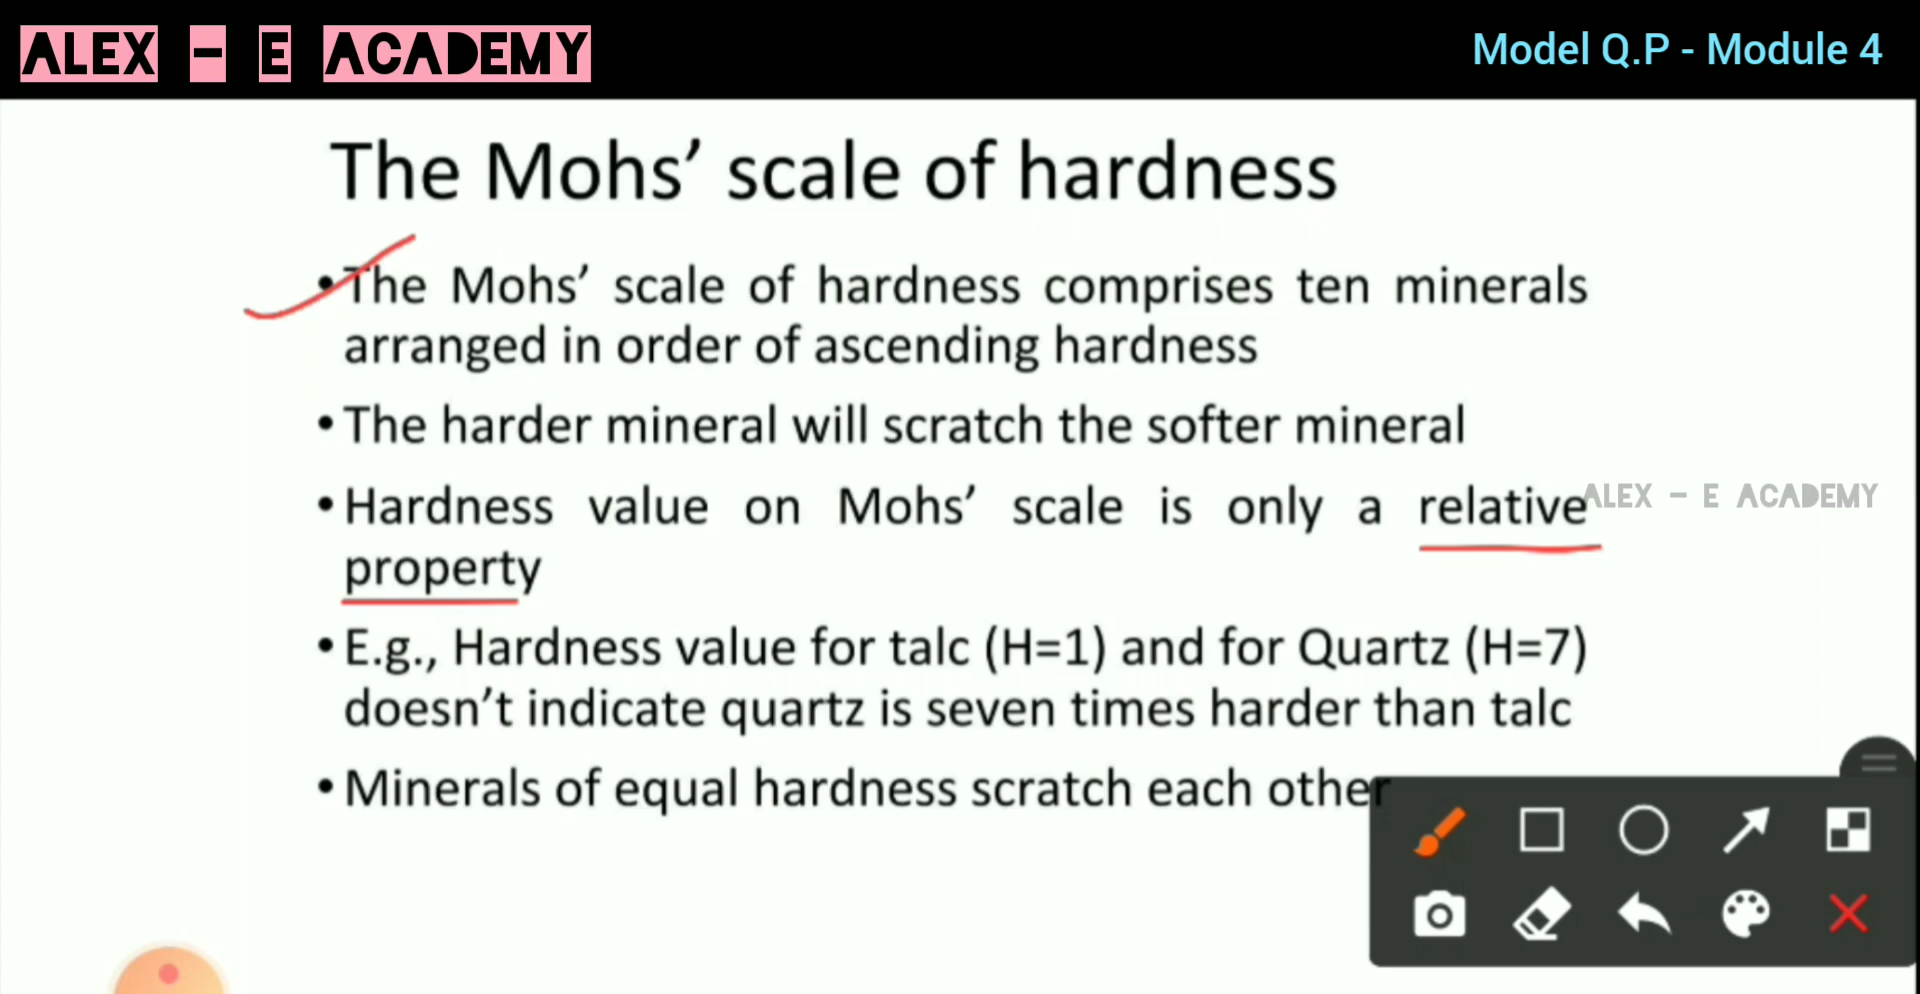 ALEX - E ACADEMY
Model Q.P - Module 4
The Mohs’ scale of hardness
• The Mohs’ scale of hardness comprises ten minerals
arranged in order of ascending hardness
• The harder mineral will scratch the softer mineral
• Hardness value on Mohs’ scale is only a relative
ALEX - E ACADEMY
property
• E.g., Hardness value for talc (H=1) and for Quartz (H=7)
doesn’t indicate quartz is seven times harder than talc
• Minerals of equal hardness scratch each other